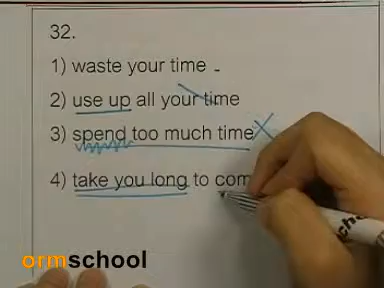 32.
1) waste your time
2) use up all your time
3) spend too much time
4) take you long to com
ormschool